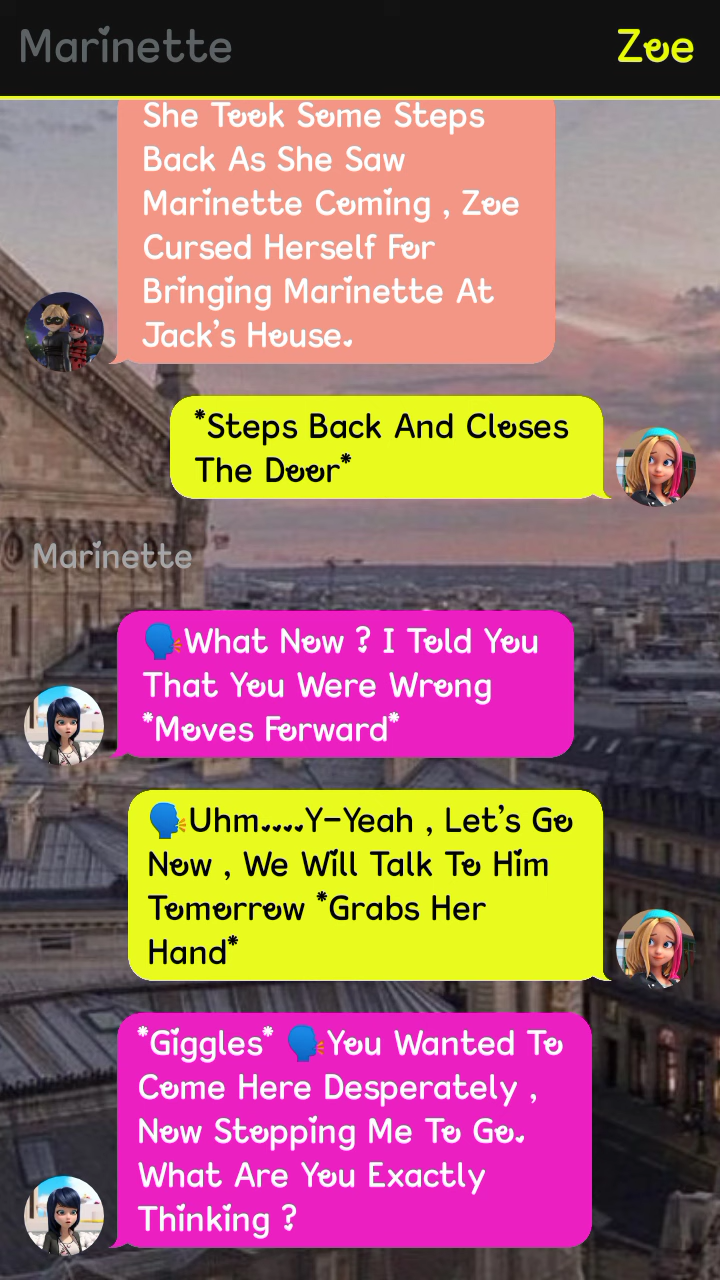 Marinette
Zoe
She Took Some Steps
Back As She Saw
Marinette Coming , Zoe
Cursed Herself For
Bringing Marinette At
Jack's House.
*Steps Back And Closes
The Door*
Marinette
🗣️What Now ? I Told You
That You Were Wrong
*Moves Forward*
🗣️Uhm....Y-Yeah , Let's Go
Now , We Will Talk To Him
Tomorrow *Grabs Her
Hand*
*Giggles* 🗣️You Wanted To
Come Here Desperately ,
Now Stopping Me To Go.
What Are You Exactly
Thinking ?